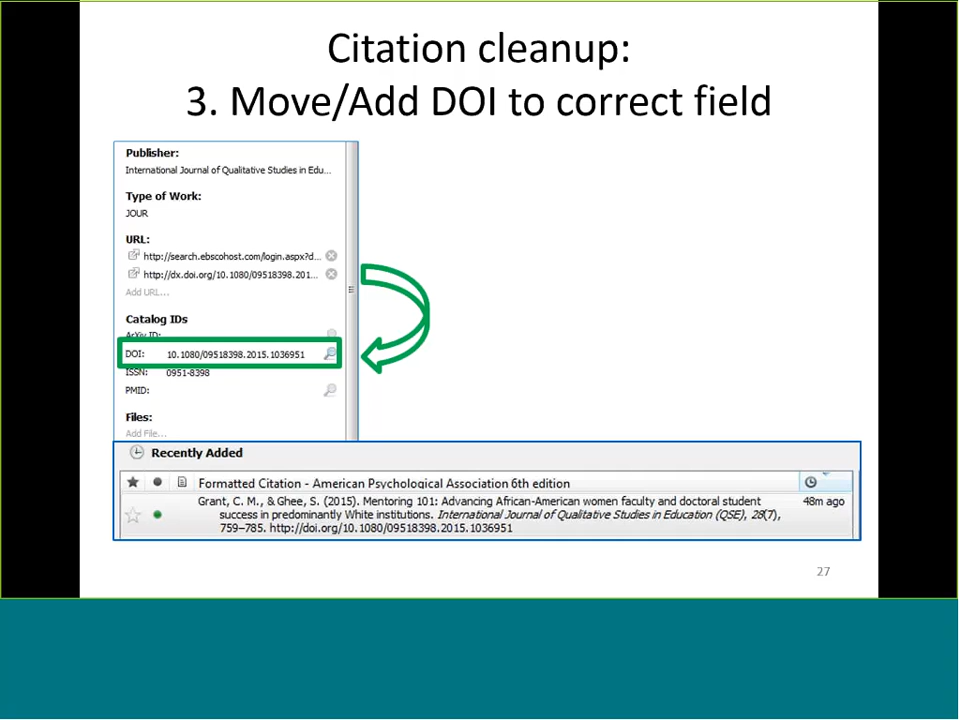 Citation cleanup:
3. Move/Add DOI to correct field
Publisher:
International Journal of Qualitative Studies in Edu...
Type of Work:
JOUR
URL:
http://search.ebscohost.com/login.aspx?d...
http://dx.doi.org/10.1080/09518398.201...
Add URL...
Catalog IDs
ArXiv ID:
DOI: 10.1080/09518398.2015.1036951
ISSN: 0951-8398
PMID:
Files:
Add File...
Recently Added
Formatted Citation - American Psychological Association 6th edition
Grant, C. M., & Ghee, S. (2015). Mentoring 101: Advancing African-American women faculty and doctoral student 48m ago
success in predominantly White institutions. International Journal of Qualitative Studies in Education (QSE), 28(7),
759–785. http://doi.org/10.1080/09518398.2015.1036951
27